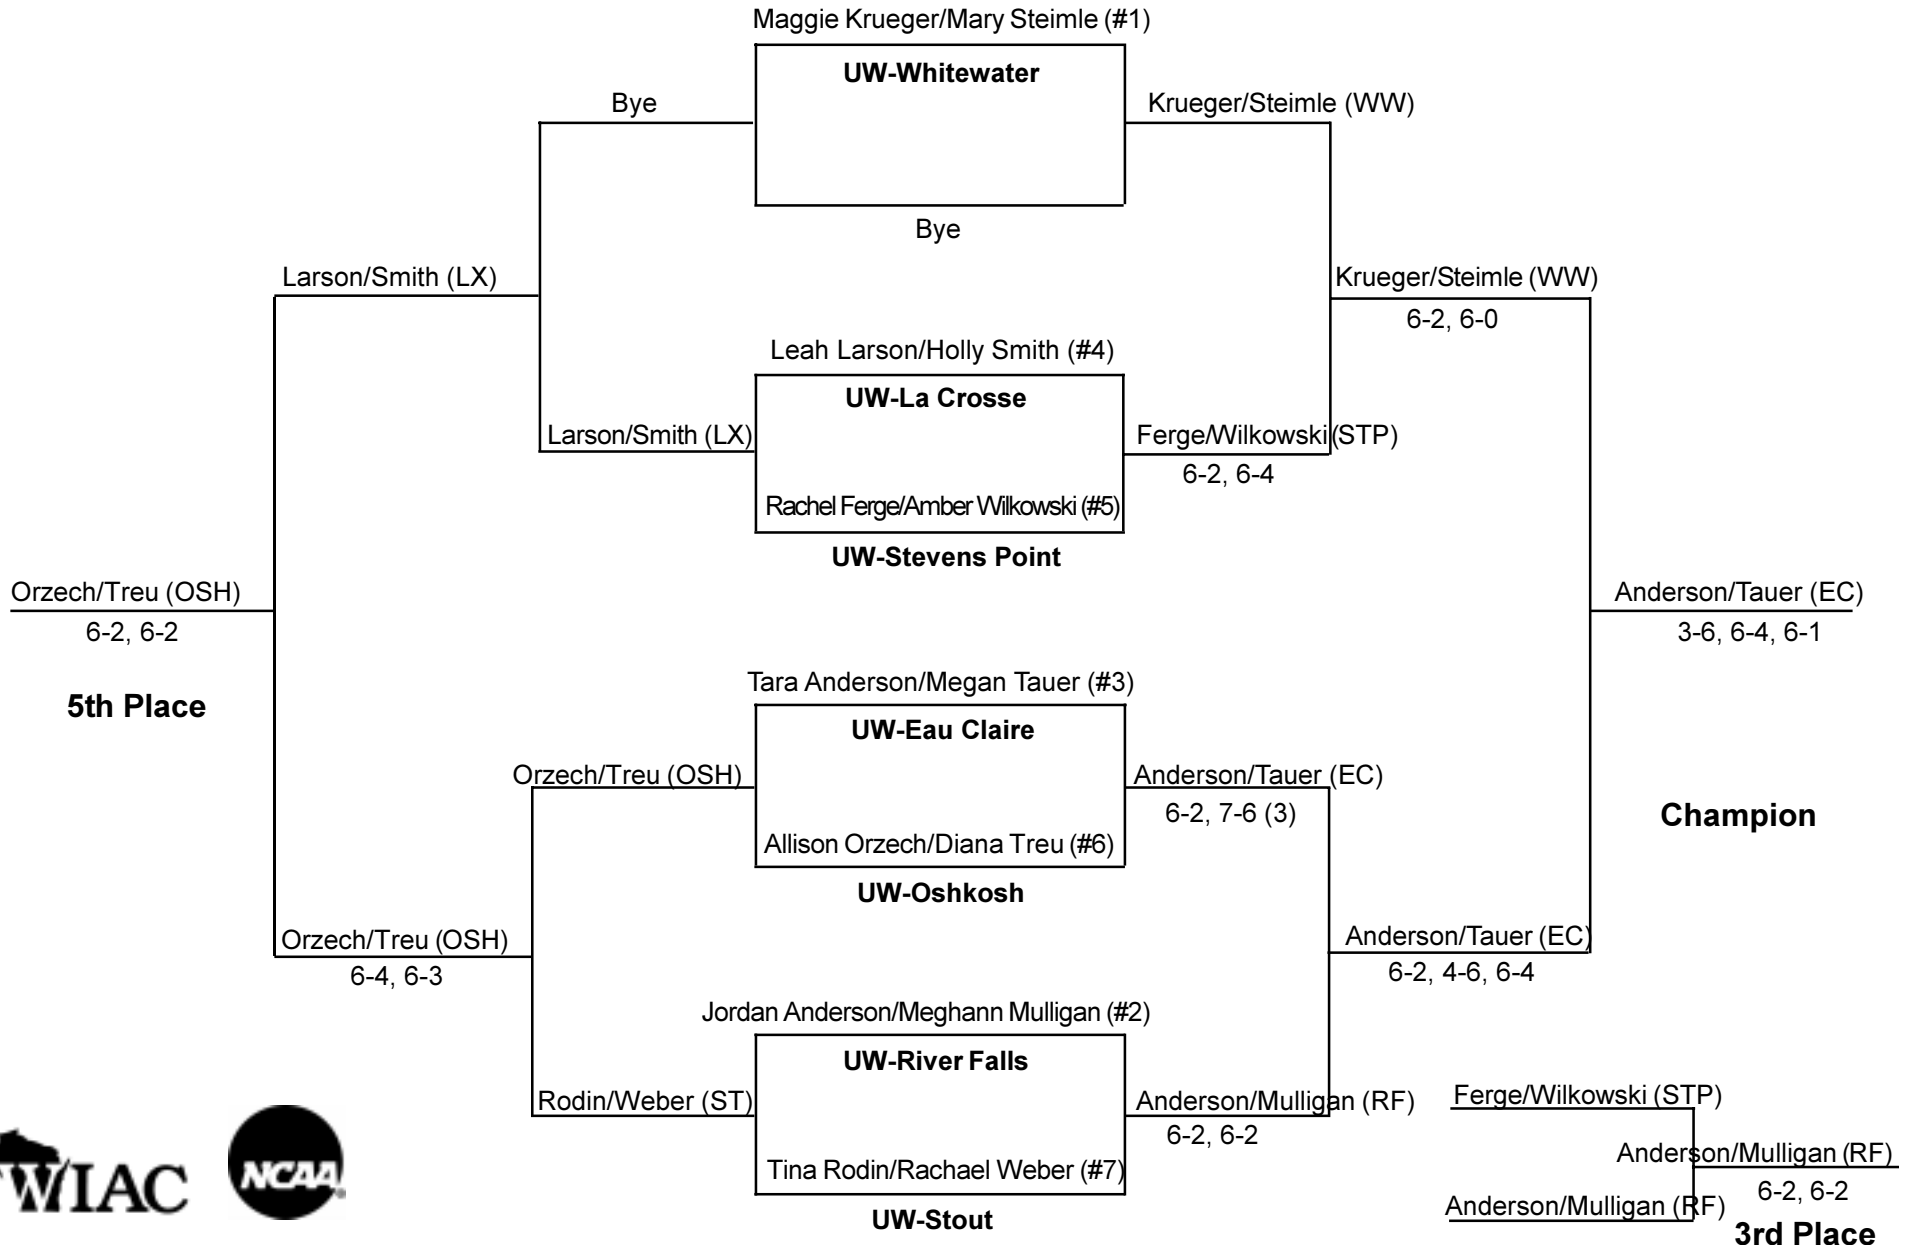 Maggie Krueger/Mary Steimle (#1)
UW-Whitewater
Bye
Krueger/Steimle (WW)
Bye
Larson/Smith (LX)
Krueger/Steimle (WW)
6-2, 6-0
Leah Larson/Holly Smith (#4)
UW-La Crosse
Larson/Smith (LX)
Ferge/Wilkowski (STP)
6-2, 6-4
Rachel Ferge/Amber Wilkowski (#5)
UW-Stevens Point
Orzech/Treu (OSH)
6-2, 6-2
5th Place
Anderson/Tauer (EC)
3-6, 6-4, 6-1
Champion
Tara Anderson/Megan Tauer (#3)
UW-Eau Claire
Orzech/Treu (OSH)
Anderson/Tauer (EC)
6-2, 7-6 (3)
Allison Orzech/Diana Treu (#6)
UW-Oshkosh
Orzech/Treu (OSH)
6-4, 6-3
Anderson/Tauer (EC)
6-2, 4-6, 6-4
Jordan Anderson/Meghann Mulligan (#2)
UW-River Falls
Rodin/Weber (ST)
Anderson/Mulligan (RF)
6-2, 6-2
Tina Rodin/Rachael Weber (#7)
UW-Stout
Ferge/Wilkowski (STP)
Anderson/Mulligan (RF)
6-2, 6-2
Anderson/Mulligan (RF)
3rd Place
WIAC
NCAA